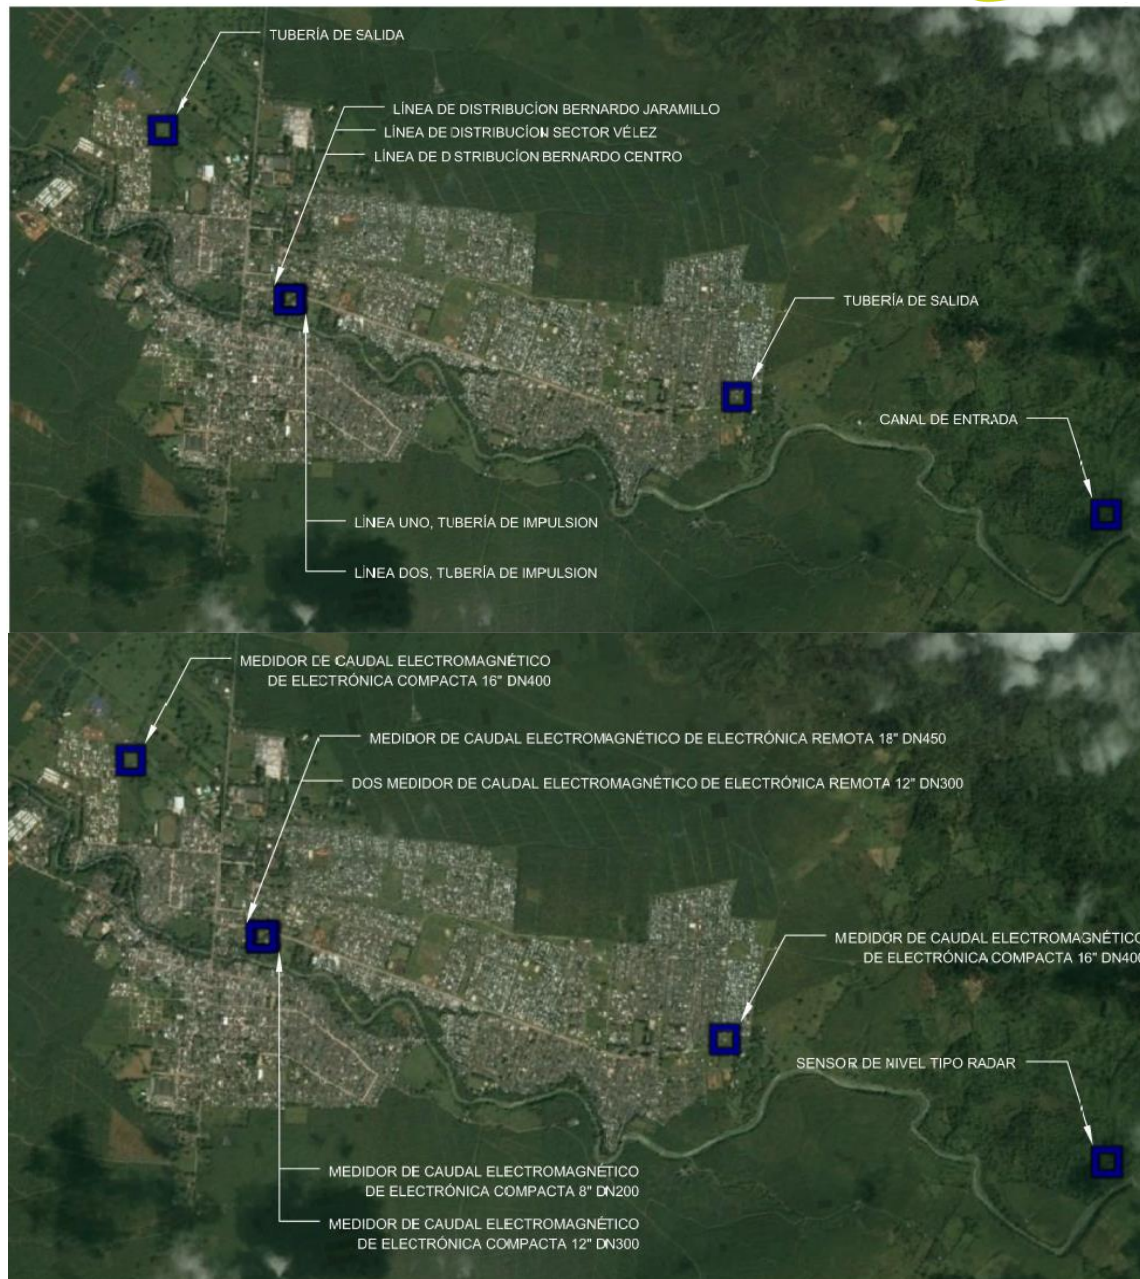 TUBERÍA DE SALIDA
LÍNEA DE DISTRIBUCÍON BERNARDO JARAMILLO
LÍNEA DE DISTRIBUCÍON SECTOR VÉLEZ
LÍNEA DE D STRIBUCÍON BERNARDO CENTRO
TUBERÍA DE SALIDA
CANAL DE ENTRADA
LÍNEA UNO, TUBERÍA DE IMPULSION
LÍNEA DOS, TUBERÍA DE IMPULSION
MEDIDOR DE CAUDAL ELECTROMAGNÉTICO
DE ELECTRÓNICA COMPACTA 16" DN400
MEDIDOR DE CAUDAL ELECTROMAGNÉTICO DE ELECTRÓNICA REMOTA 18" DN450
DOS MEDIDOR DE CAUDAL ELECTROMAGNÉTICO DE ELECTRÓNICA REMOTA 12" DN300
MEDIDOR DE CAUDAL ELECTROMAGNÉTICO
DE ELECTRÓNICA COMPACTA 16" DN400
SENSOR DE NIVEL TIPO RADAR
MEDIDOR DE CAUDAL ELECTROMAGNÉTICO
DE ELECTRÓNICA COMPACTA 8" DN200
MEDIDOR DE CAUDAL ELECTROMAGNÉTICO
DE ELECTRÓNICA COMPACTA 12" DN300